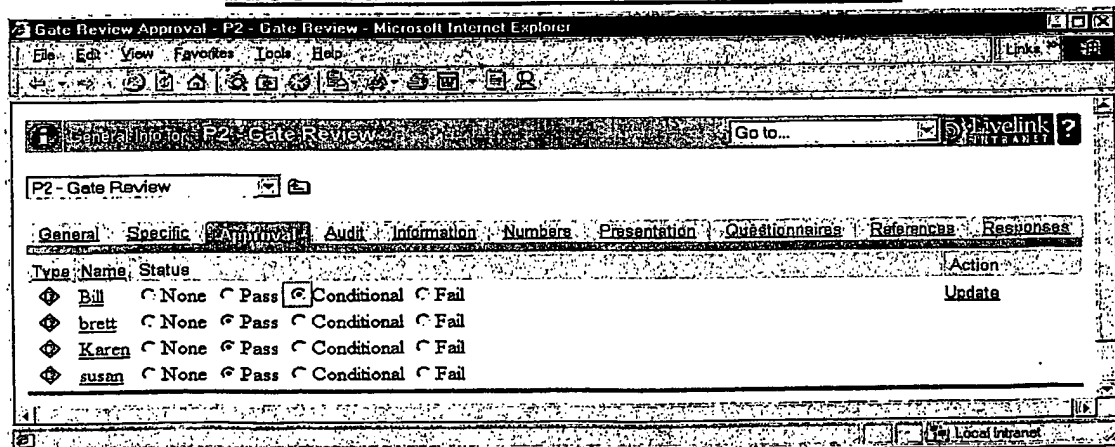 Gate Review Approval - P2 - Gate Review - Microsoft Internet Explorer
File Edit View Favorites Tools Help Links »
General Info for P2 - Gate Review Go to... Livelink ?
INTRANET
P2 - Gate Review
General Specific Approval Audit Information Numbers Presentation Questionnaires References Responses
Type Name Status Action
Bill None Pass Conditional Fail Update
brett None Pass Conditional Fail
Karen None Pass Conditional Fail
susan None Pass Conditional Fail
Local intranet